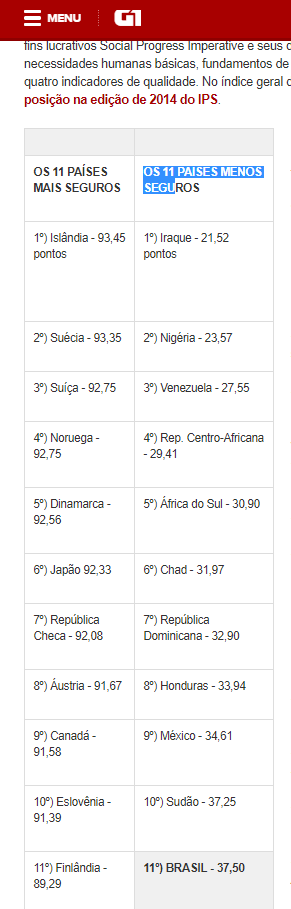 MENU G1
fins lucrativos Social Progress Imperative e seus
necessidades humanas básicas, fundamentos de
quatro indicadores de qualidade. No índice geral
posição na edição de 2014 do IPS.
OS 11 PAÍSES
MAIS SEGUROS
OS 11 PAISES MENOS
SEGUROS
1º) Islândia - 93,45
pontos
1º) Iraque - 21,52
pontos
2º) Suécia - 93,35
2º) Nigéria - 23,57
3º) Suíça - 92,75
3º) Venezuela - 27,55
4º) Noruega -
92,75
4º) Rep. Centro-Africana
- 29,41
5º) Dinamarca -
92,56
5º) África do Sul - 30,90
6º) Japão 92,33
6º) Chad - 31,97
7º) República
Checa - 92,08
7º) República
Dominicana - 32,90
8º) Áustria - 91,67
8º) Honduras - 33,94
9º) Canadá -
91,58
9º) México - 34,61
10º) Eslovênia -
91,39
10º) Sudão - 37,25
11º) Finlândia -
89,29
11º) BRASIL - 37,50